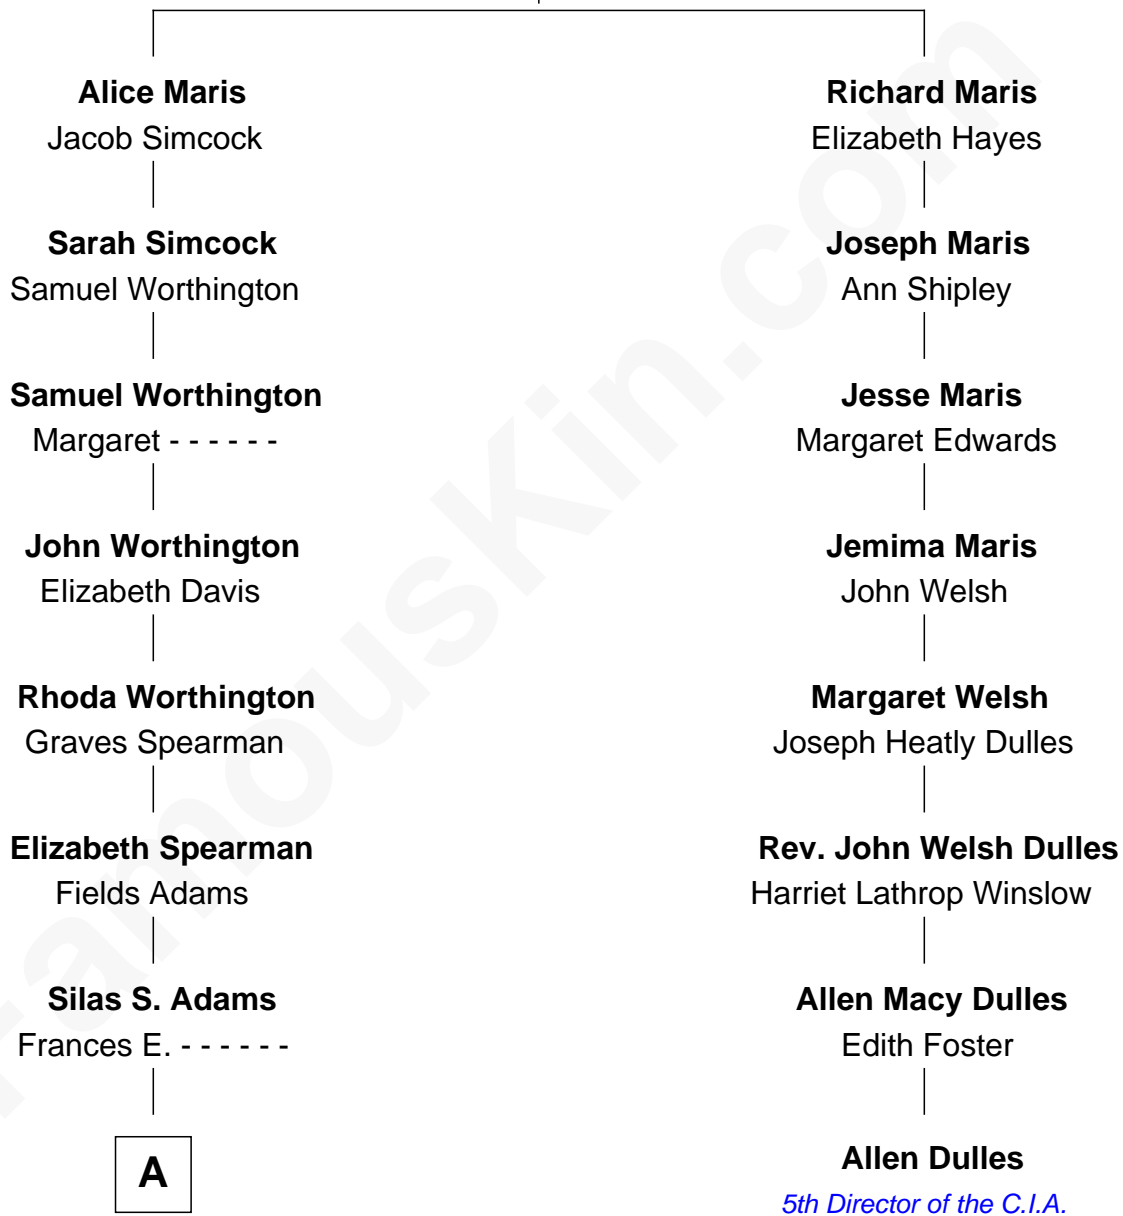 Alice Maris
Jacob Simcock
Sarah Simcock
Samuel Worthington
Samuel Worthington
Margaret - - - - - -
John Worthington
Elizabeth Davis
Rhoda Worthington
Graves Spearman
Elizabeth Spearman
Fields Adams
Silas S. Adams
Frances E. - - - - - -
A
Richard Maris
Elizabeth Hayes
Joseph Maris
Ann Shipley
Jesse Maris
Margaret Edwards
Jemima Maris
John Welsh
Margaret Welsh
Joseph Heatly Dulles
Rev. John Welsh Dulles
Harriet Lathrop Winslow
Allen Macy Dulles
Edith Foster
Allen Dulles
5th Director of the C.I.A.
FamousKin.com